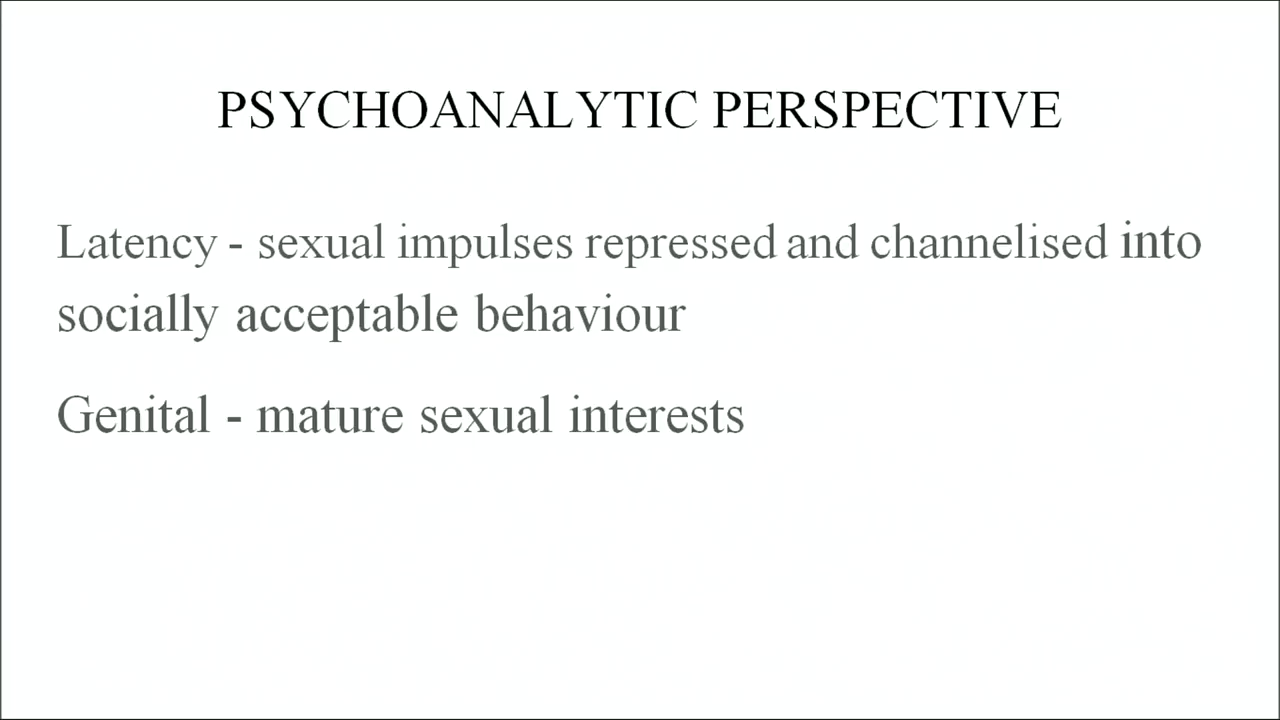 PSYCHOANALYTIC PERSPECTIVE
Latency - sexual impulses repressed and channelised into
socially acceptable behaviour
Genital - mature sexual interests